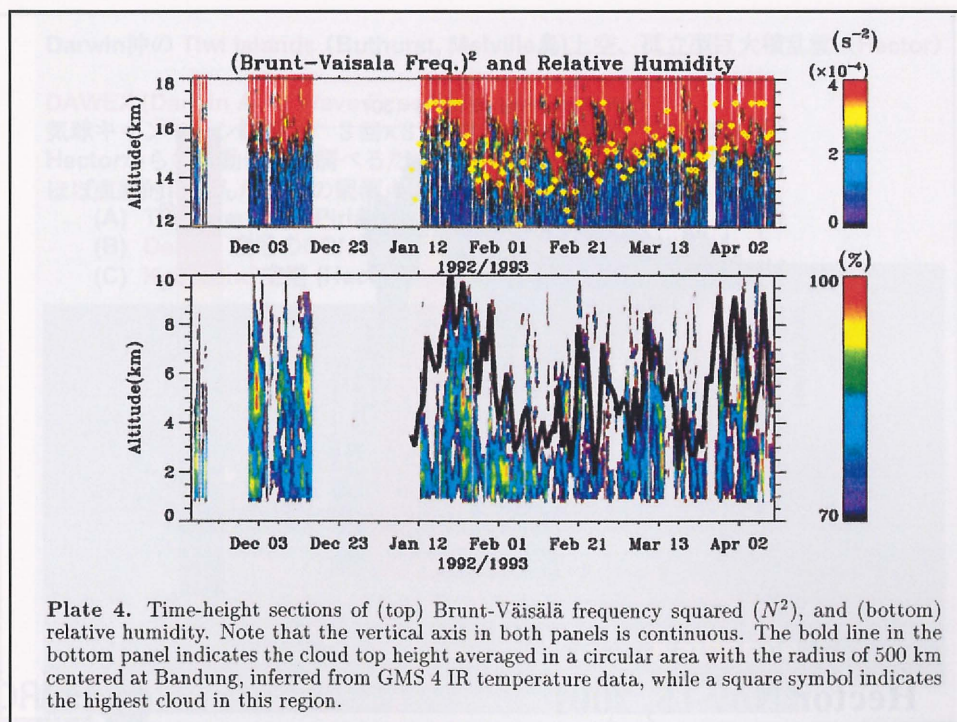 (Brunt-Vaisala Freq.)² and Relative Humidity
(s⁻²)
(×10⁻⁴)
4
2
0
Altitude(km)
18
16
14
12
Dec 03 Dec 23 Jan 12 Feb 01 Feb 21 Mar 13 Apr 02
1992/1993
(%)
100
70
Altitude(km)
10
8
6
4
2
0
Dec 03 Dec 23 Jan 12 Feb 01 Feb 21 Mar 13 Apr 02
1992/1993
Plate 4. Time-height sections of (top) Brunt-Väisälä frequency squared (N²), and (bottom)
relative humidity. Note that the vertical axis in both panels is continuous. The bold line in the
bottom panel indicates the cloud top height averaged in a circular area with the radius of 500 km
centered at Bandung, inferred from GMS 4 IR temperature data, while a square symbol indicates
the highest cloud in this region.